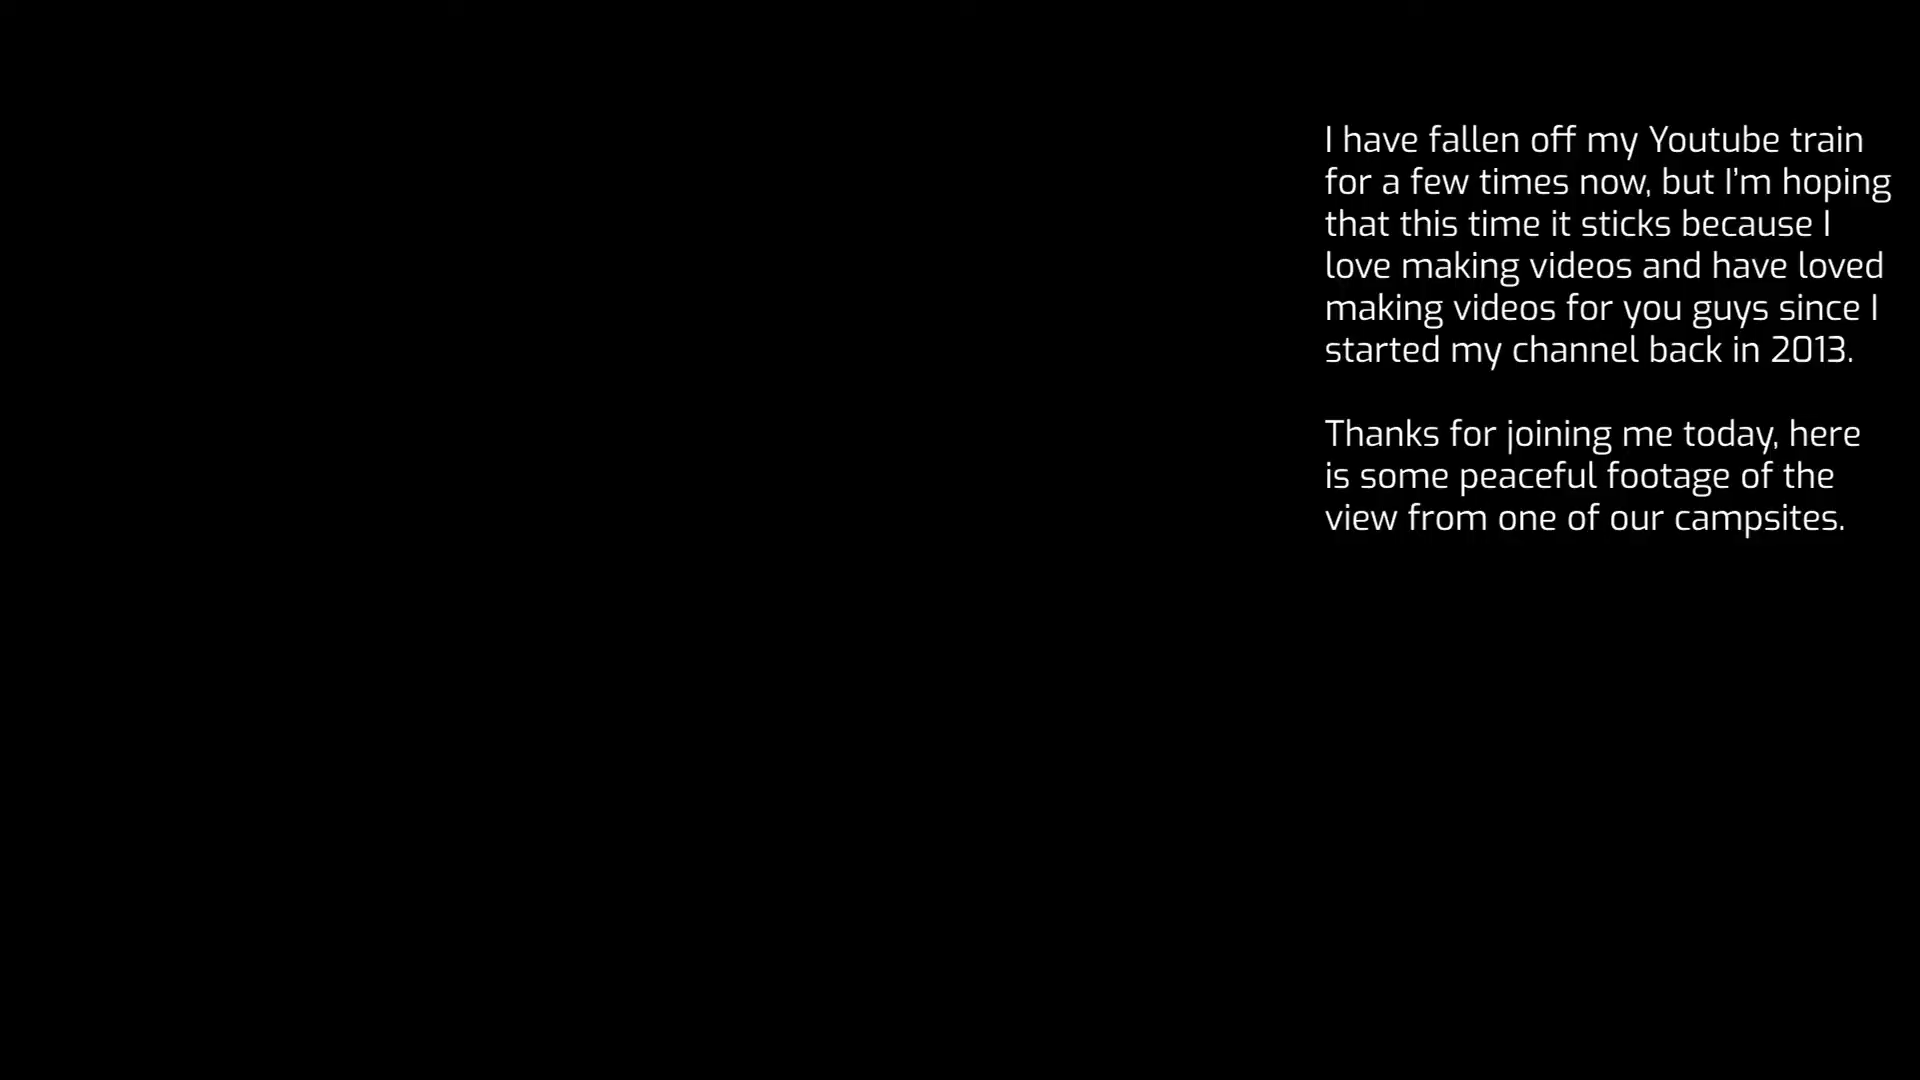 I have fallen off my Youtube train
for a few times now, but I’m hoping
that this time it sticks because I
love making videos and have loved
making videos for you guys since I
started my channel back in 2013.
Thanks for joining me today, here
is some peaceful footage of the
view from one of our campsites.